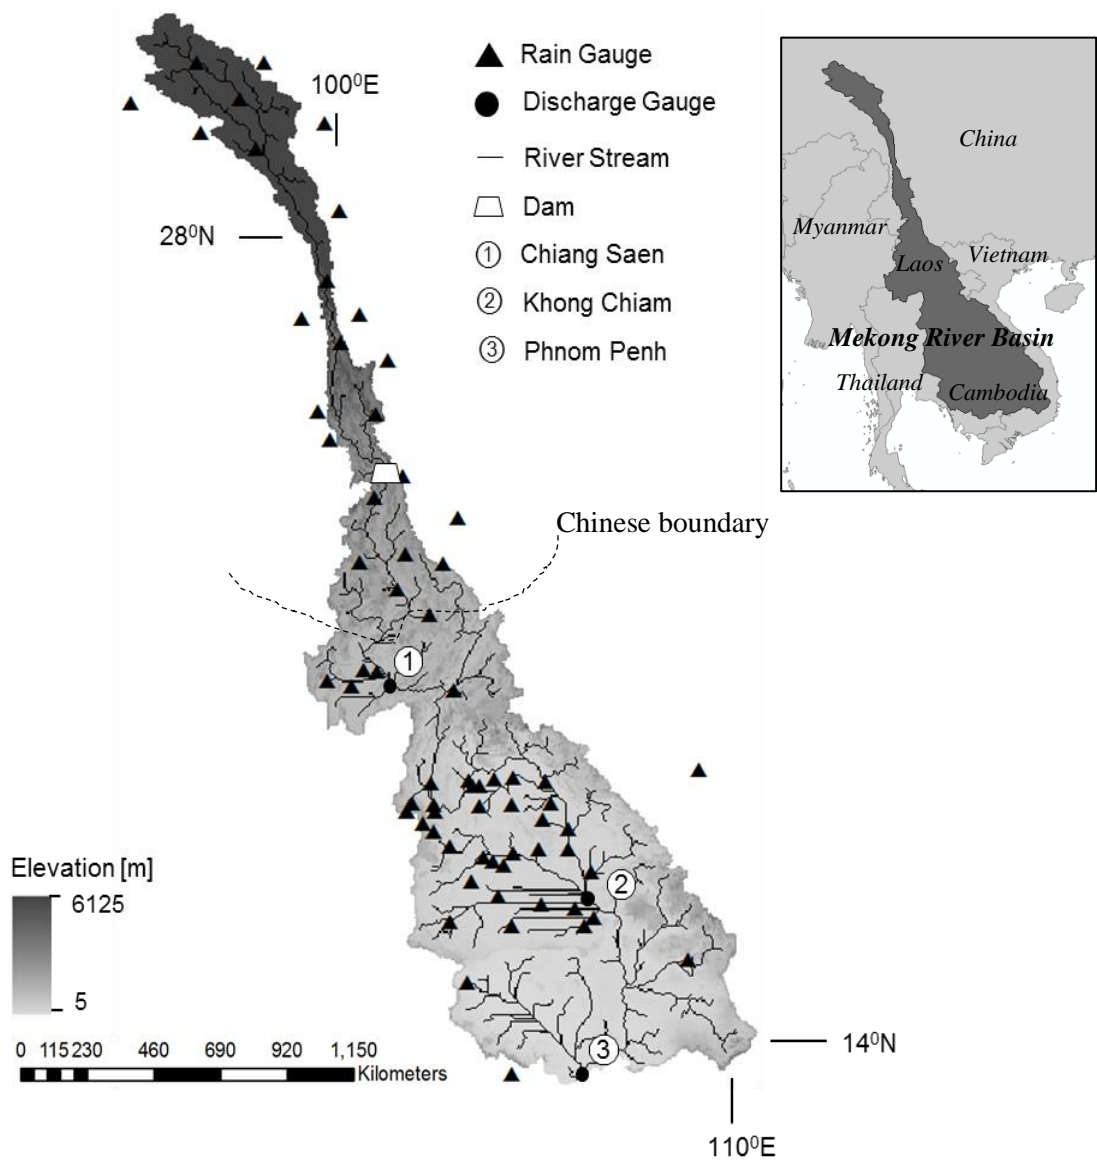 Rain Gauge
100⁰E
Discharge Gauge
River Stream
Dam
28⁰N
① Chiang Saen
② Khong Chiam
③ Phnom Penh
China
Myanmar
Laos
Vietnam
Mekong River Basin
Thailand
Cambodia
Chinese boundary
①
②
③
Elevation [m]
6125
5
0 115 230 460 690 920 1,150
Kilometers
14⁰N
110⁰E